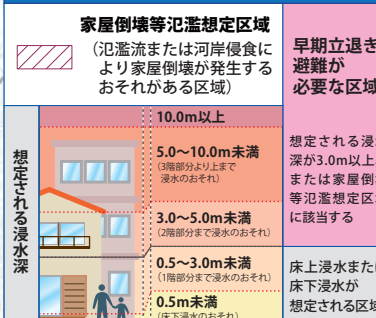 家屋倒壊等氾濫想定区域
（氾濫流または河岸侵食に
より家屋倒壊が発生する
おそれがある区域）
早期立退き
避難が
必要な区域
想定される浸水深
10.0m以上
5.0～10.0m未満
（3階部分より上まで
浸水のおそれ）
3.0～5.0m未満
（2階部分まで浸水のおそれ）
0.5～3.0m未満
（1階部分まで浸水のおそれ）
0.5m未満
（床下浸水のおそれ）
想定される浸
深が3.0m以上
または家屋倒
等氾濫想定区
に該当する
床上浸水また
床下浸水が
想定される区域